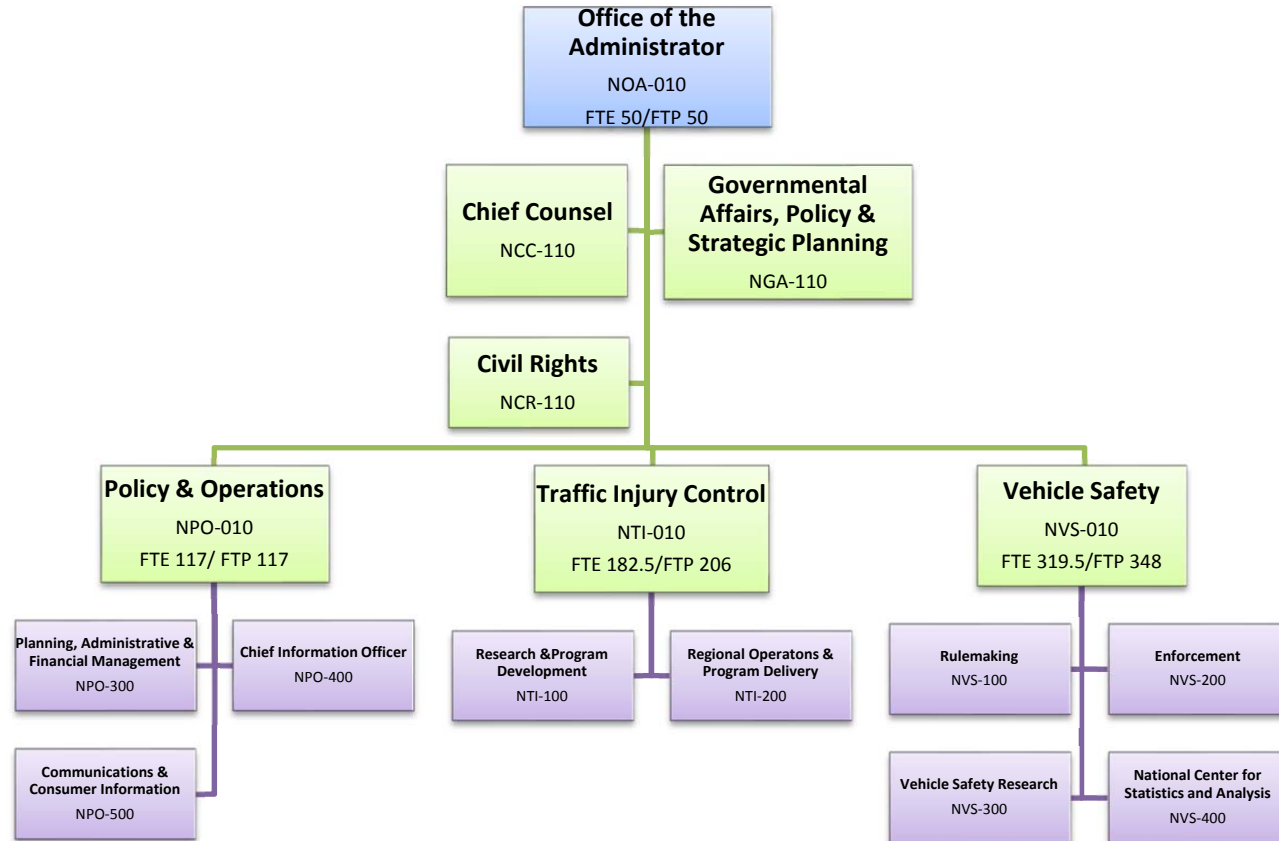 Office of the
Administrator
NOA-010
FTE 50/FTP 50
Chief Counsel
NCC-110
Governmental
Affairs, Policy &
Strategic Planning
NGA-110
Civil Rights
NCR-110
Policy & Operations
NPO-010
FTE 117/ FTP 117
Traffic Injury Control
NTI-010
FTE 182.5/FTP 206
Vehicle Safety
NVS-010
FTE 319.5/FTP 348
Planning, Administrative &
Financial Management
NPO-300
Chief Information Officer
NPO-400
Communications &
Consumer Information
NPO-500
Research &Program
Development
NTI-100
Regional Operatons &
Program Delivery
NTI-200
Rulemaking
NVS-100
Enforcement
NVS-200
Vehicle Safety Research
NVS-300
National Center for
Statistics and Analysis
NVS-400